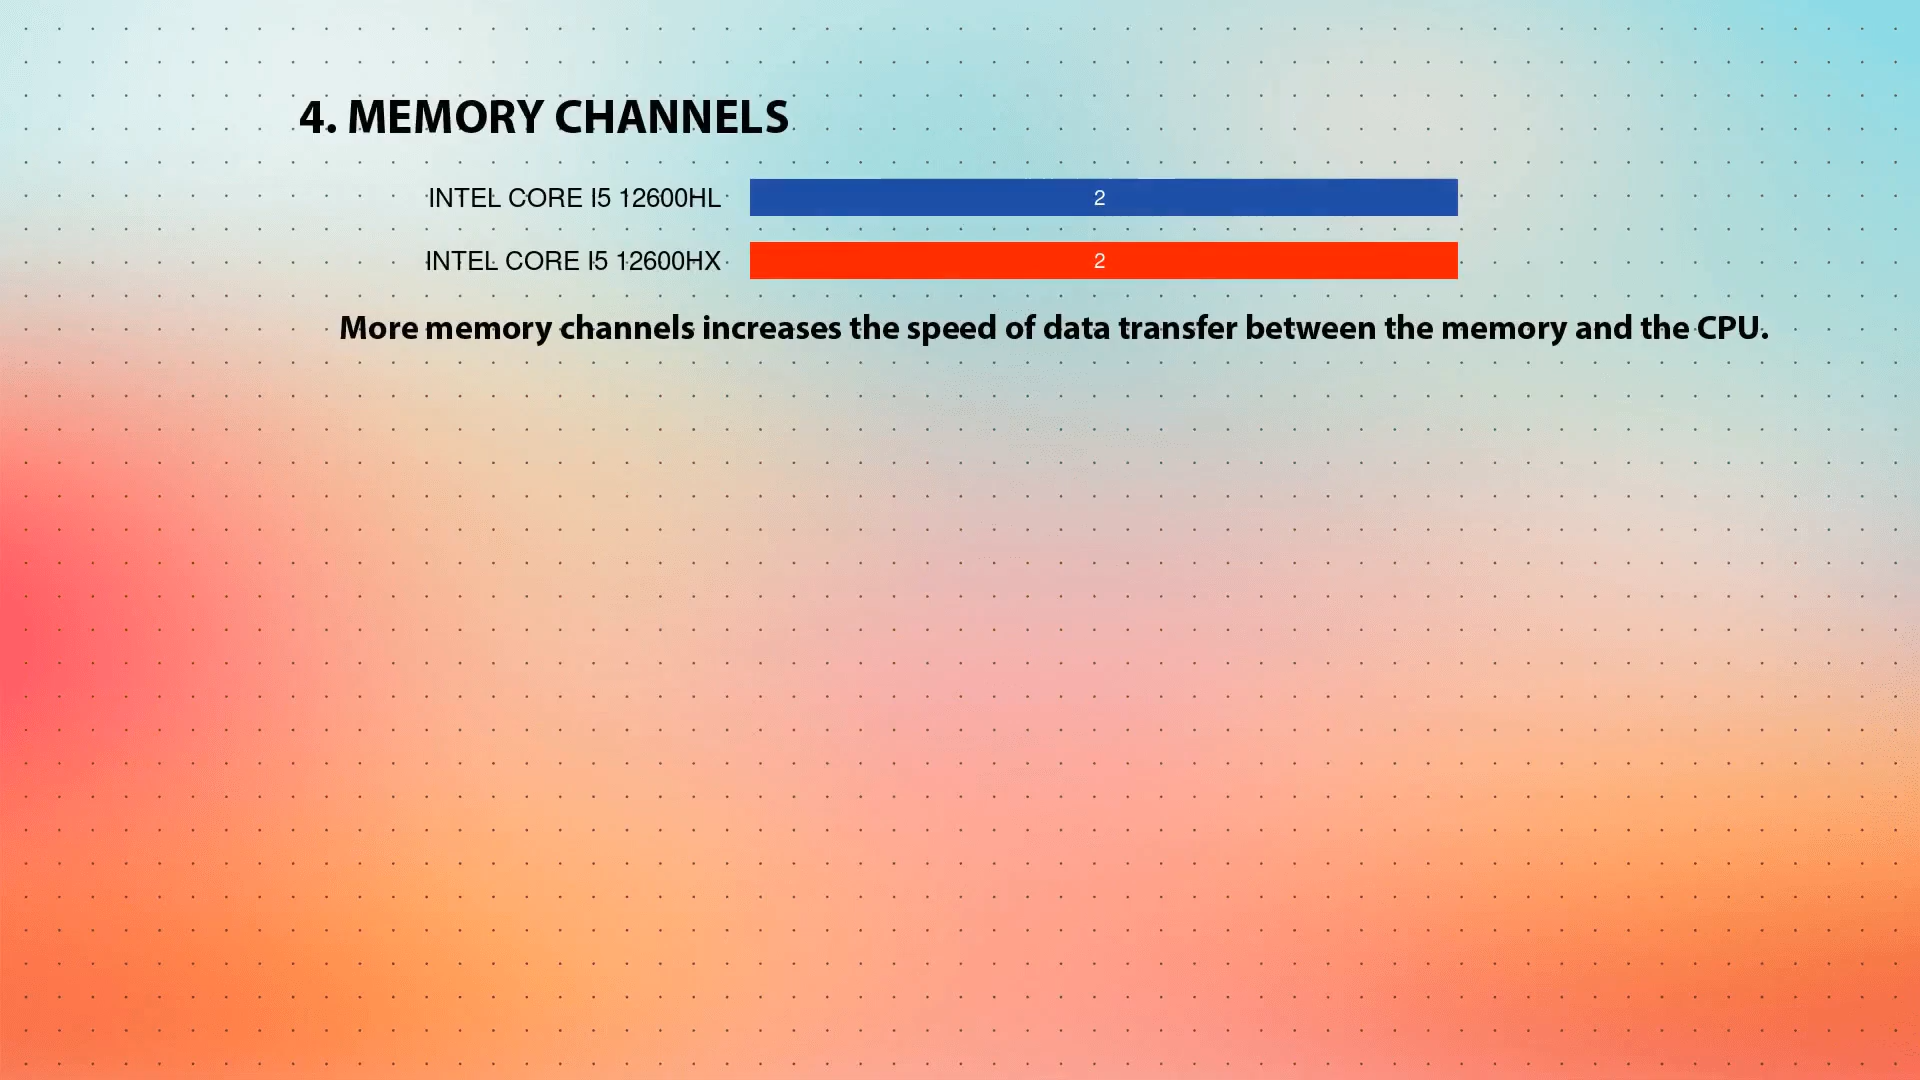 4. MEMORY CHANNELS
INTEL CORE I5 12600HL 2
INTEL CORE I5 12600HX 2
More memory channels increases the speed of data transfer between the memory and the CPU.